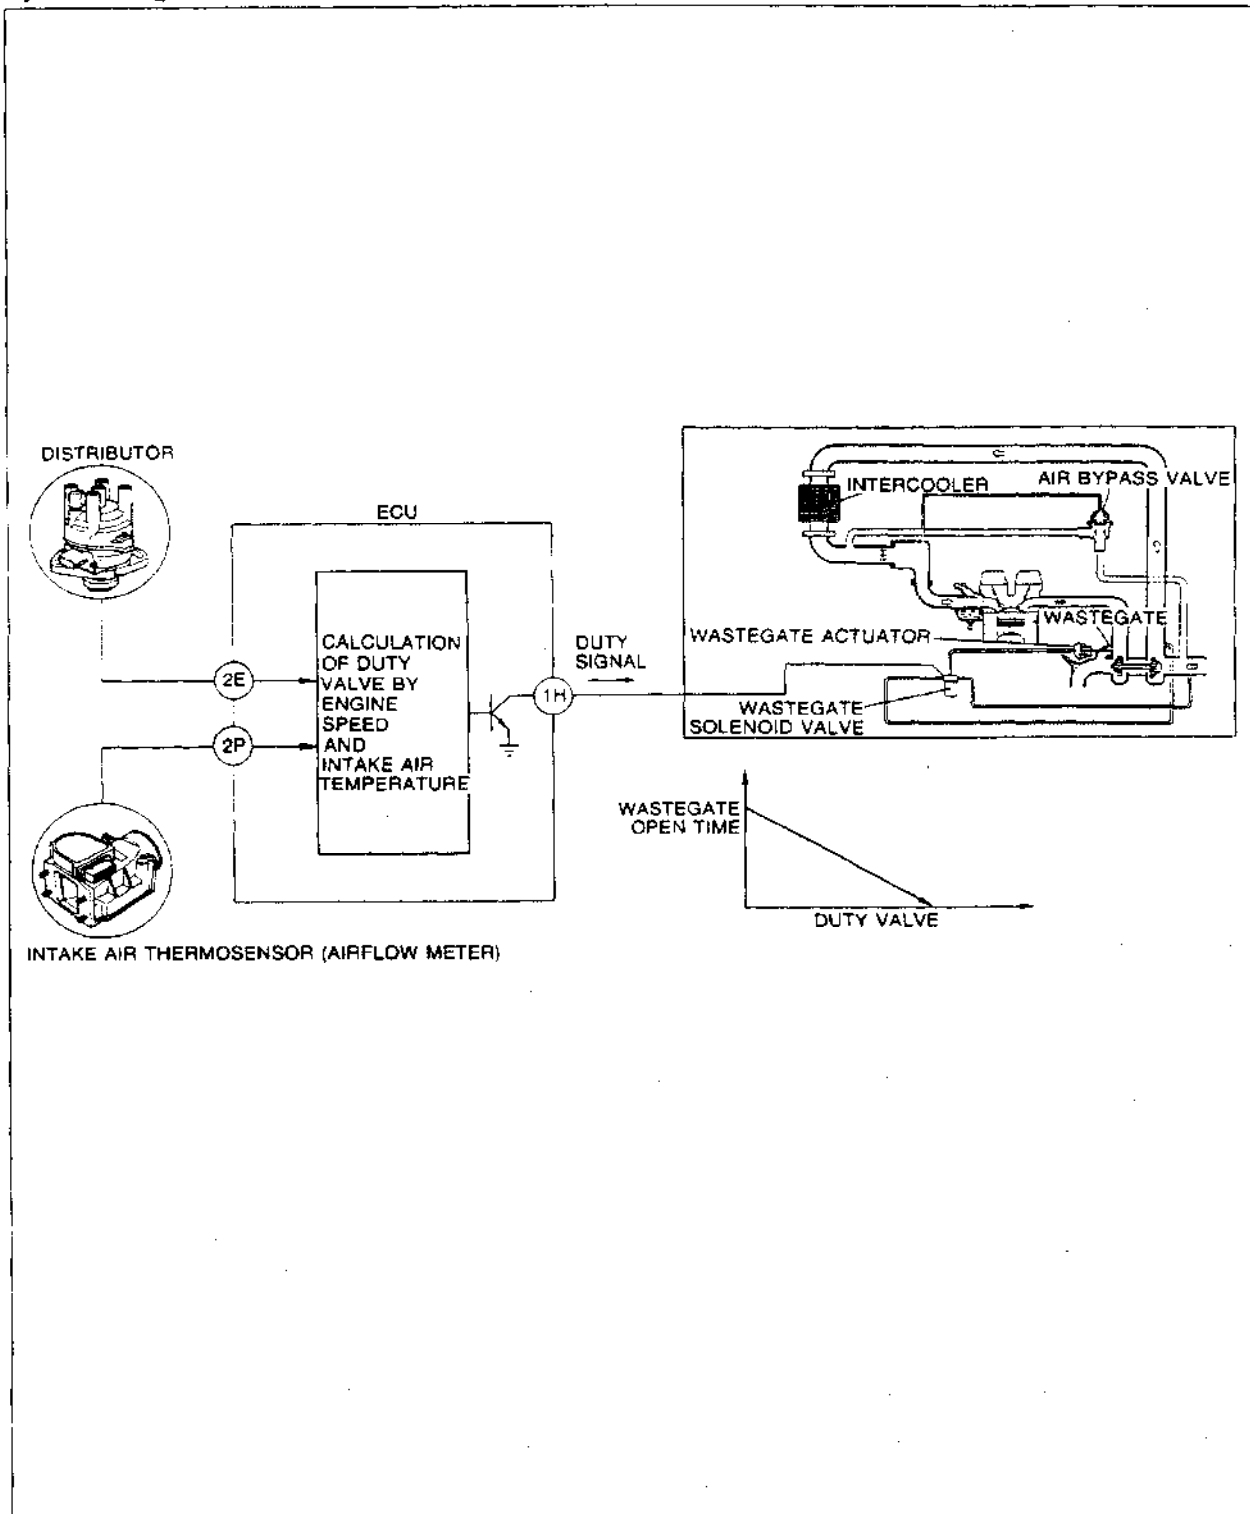 DISTRIBUTOR
ECU
2E
2P
CALCULATION
OF DUTY
VALVE BY
ENGINE
SPEED
AND
INTAKE AIR
TEMPERATURE
1H
DUTY
SIGNAL
INTAKE AIR THERMOSENSOR (AIRFLOW METER)
INTERCOOLER
AIR BYPASS VALVE
WASTEGATE
WASTEGATE ACTUATOR
WASTEGATE
SOLENOID VALVE
WASTEGATE
OPEN TIME
DUTY VALVE